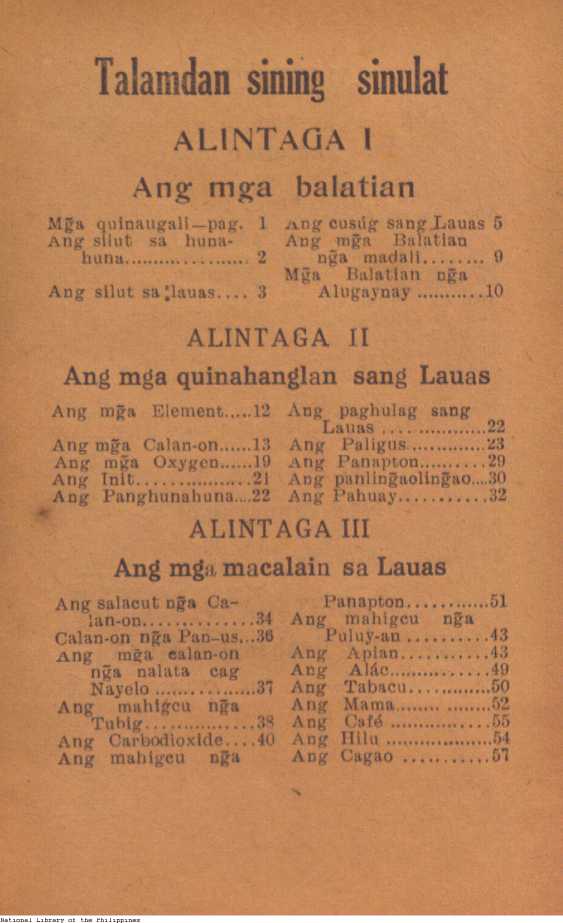 Talamdan sining sinulat
ALINTAGA I
Ang mga balatian
Mg̃a quinaugali—pag. 1
Ang silut sa huna-
huna................... 2
Ang silut sa lauas.... 3
Ang cusúg sang Lauas 5
Ang mg̃a Balatian
ng̃a madali........ 9
Mg̃a Balatian ng̃a
Alugaynay ...........10
ALINTAGA II
Ang mga quinahanglan sang Lauas
Ang mg̃a Element.....12
Ang mg̃a Calan-on......13
Ang mg̃a Oxygen......19
Ang Init..................21
Ang Panghunahuna....22
Ang paghulag sang
Lauas .................22
Ang Paligus.............23
Ang Panapton..........29
Ang panling̃aoling̃ao....30
Ang Pahuay...........32
ALINTAGA III
Ang mga macalain sa Lauas
Ang salacut ng̃a Ca-
lan-on..............34
Calan-on ng̃a Pan-us...36
Ang mg̃a calan-on
ng̃a nalata cag
Nayelo ................37
Ang mahigcu ng̃a
Tubig.................38
Ang Carbodioxide....40
Ang mahigcu ng̃a
Panapton............51
Ang mahigcu ng̃a
Puluy-an ..........43
Ang Apian...........43
Ang Alác...............49
Ang Tabacu............50
Ang Mama........ ........52
Ang Café ...............55
Ang Hilu ...................54
Ang Cagao ...........57
National Library of the Philippines